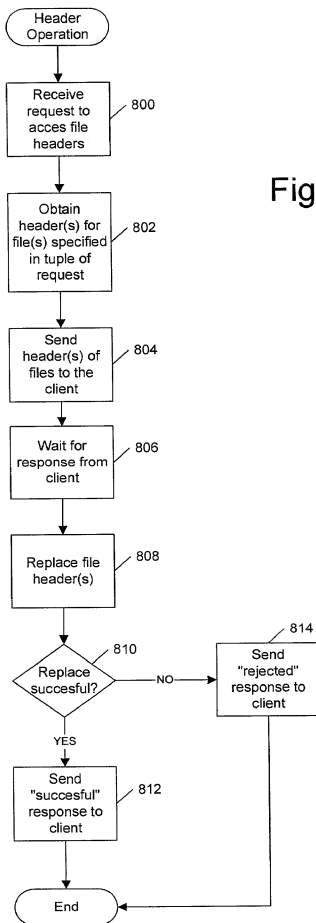 Header
Operation
800
Receive
request to
acces file
headers
Fig
802
Obtain
header(s) for
file(s) specified
in tuple of
request
804
Send
header(s) of
files to the
client
806
Wait for
response from
client
808
Replace file
header(s)
810
Replace
succesful?
NO
814
Send
"rejected"
response to
client
YES
812
Send
"succesful"
response to
client
End